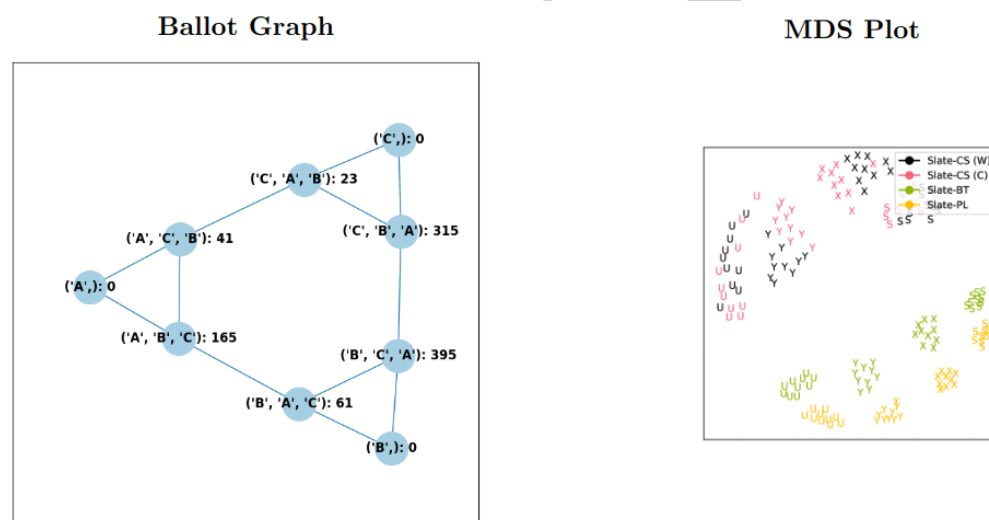 Ballot Graph
MDS Plot
('C',): 0
('C', 'A', 'B'): 23
('C', 'B', 'A'): 315
('A', 'C', 'B'): 41
('A',): 0
('A', 'B', 'C'): 165
('B', 'C', 'A'): 395
('B', 'A', 'C'): 61
('B',): 0
Slate-CS (W)
Slate-CS (C)
Slate-BT
Slate-PL